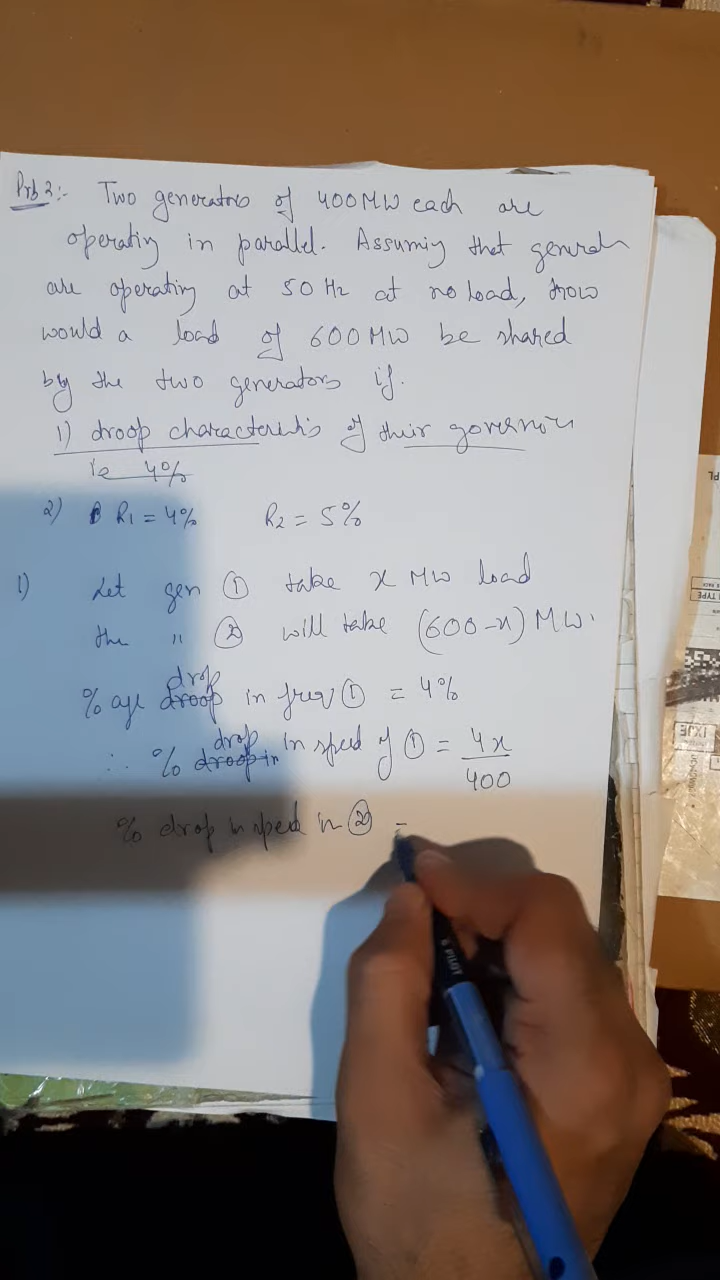 Prb 2:- Two generators of 400MW each are
operating in parallel. Assuming that generators
are operating at 50 Hz at no load, how
would a load of 600 MW be shared
by the two generators if.
1) droop characteristics of their governor
is 4%
2) R1 = 4% R2 = 5%
1) Let gen ① take x MW load
the " ② will take (600-x) MW.
% age drop in freq ① = 4%
∴ % drop in speed of ① = 4x/400
% drop in speed in ② =
PILOT